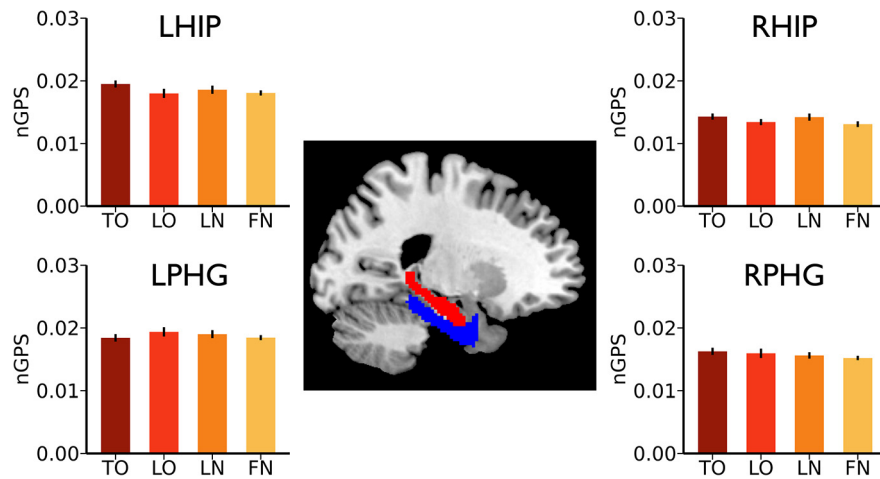 LHIP
0.03
0.02
0.01
0.00
nGPS
TO LO LN FN
RHIP
0.03
0.02
0.01
0.00
nGPS
TO LO LN FN
LPHG
0.03
0.02
0.01
0.00
nGPS
TO LO LN FN
RPHG
0.03
0.02
0.01
0.00
nGPS
TO LO LN FN